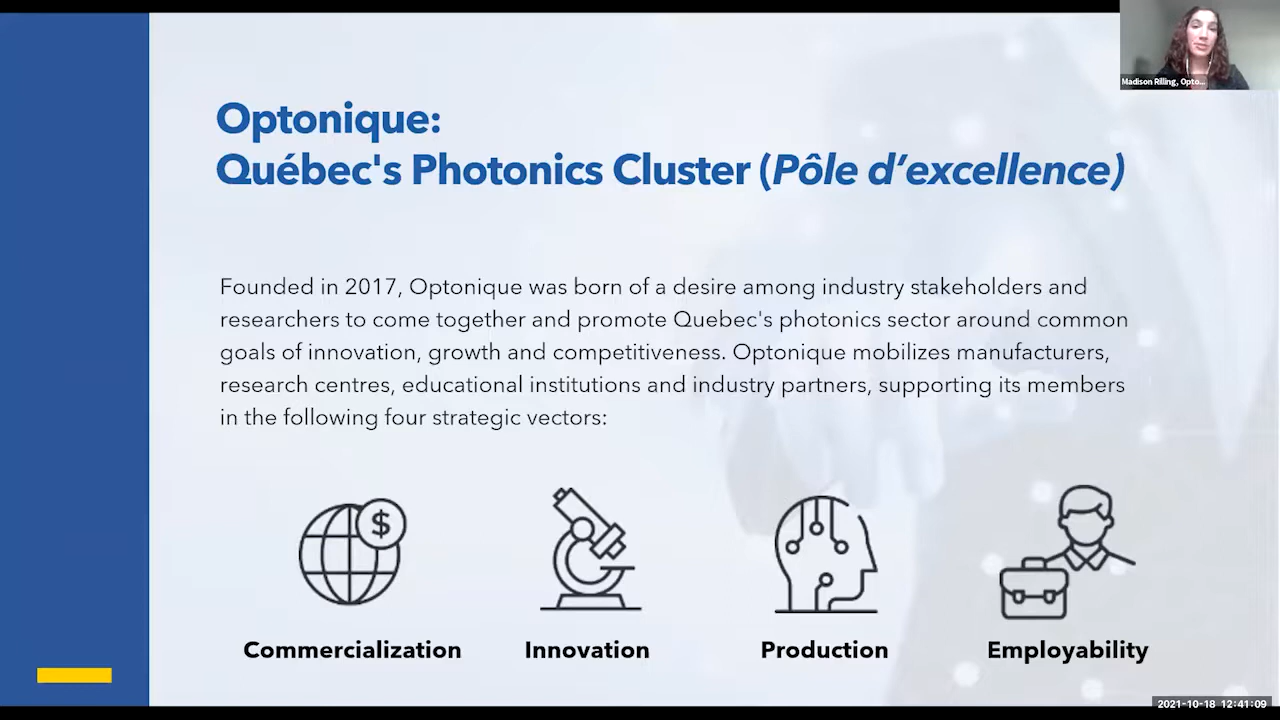 Madison Rilling, Opto...
Optonique:
Québec's Photonics Cluster (Pôle d’excellence)
Founded in 2017, Optonique was born of a desire among industry stakeholders and
researchers to come together and promote Quebec's photonics sector around common
goals of innovation, growth and competitiveness. Optonique mobilizes manufacturers,
research centres, educational institutions and industry partners, supporting its members
in the following four strategic vectors:
$
Commercialization
Innovation
Production
Employability
2021-10-18 12:41:09